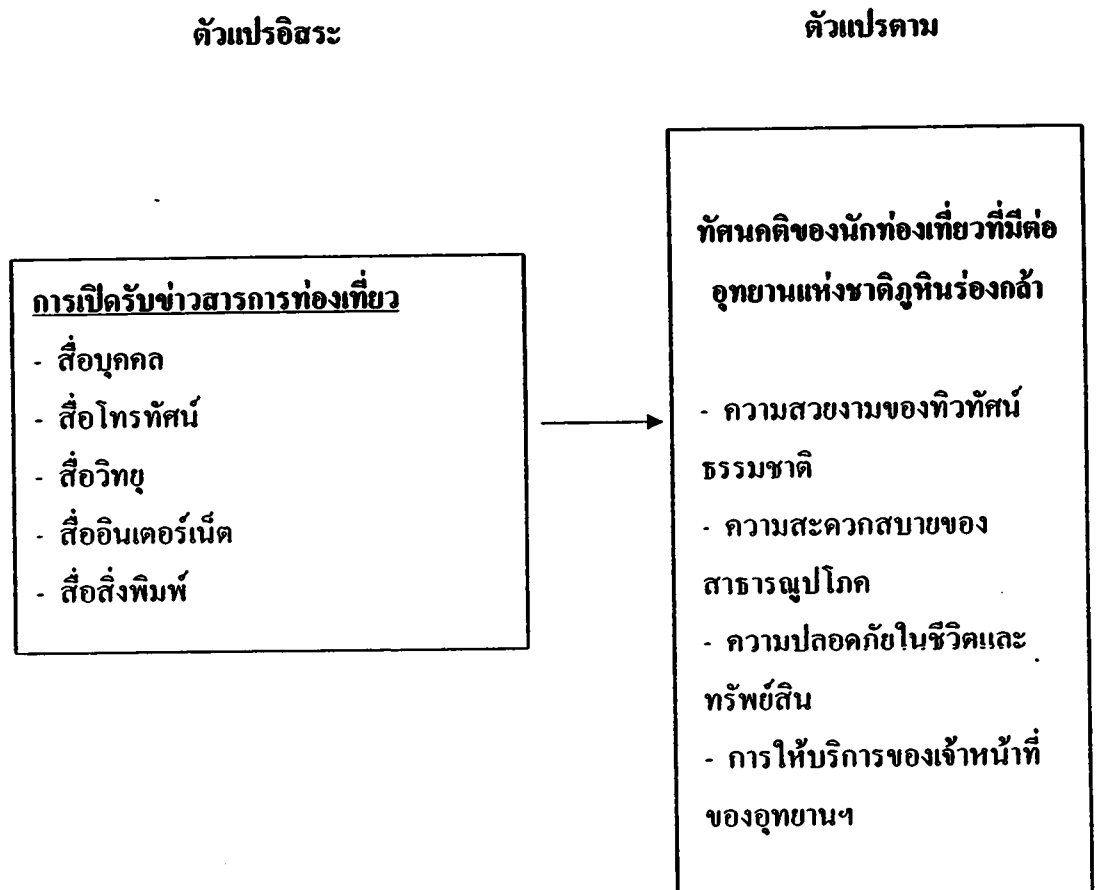 ตัวแปรอิสระ
ตัวแปรตาม
การเปิดรับข่าวสารการท่องเที่ยว
- สื่อบุคคล
- สื่อโทรทัศน์
- สื่อวิทยุ
- สื่ออินเตอร์เน็ต
- สื่อสิ่งพิมพ์
ทัศนคติของนักท่องเที่ยวที่มีต่อ
อุทยานแห่งชาติภูหินร่องกล้า
- ความสวยงามของทิวทัศน์
ธรรมชาติ
- ความสะดวกสบายของ
สาธารณูปโภค
- ความปลอดภัยในชีวิตและ
ทรัพย์สิน
- การให้บริการของเจ้าหน้าที่
ของอุทยานฯ